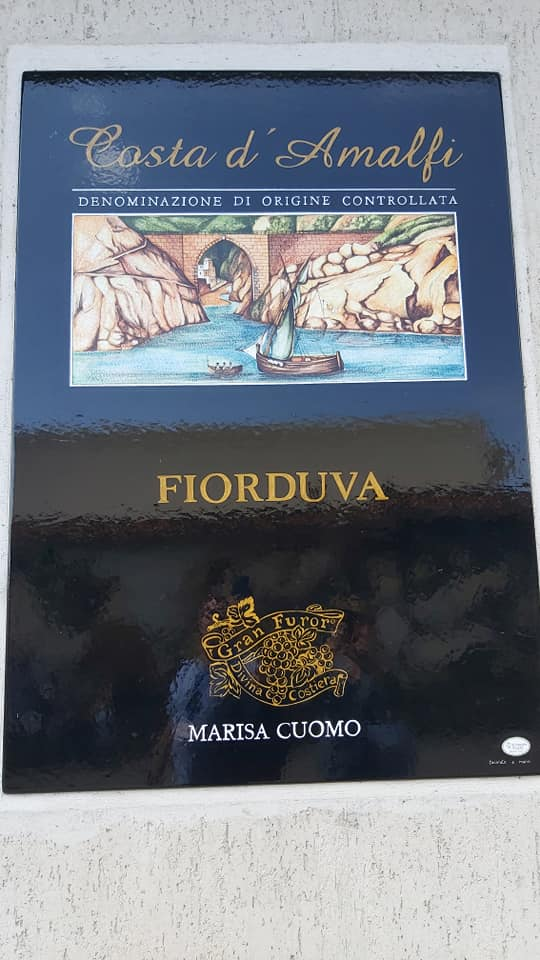 Costa d´Amalfi
DENOMINAZIONE DI ORIGINE CONTROLLATA
FIORDUVA
Gran Furor
Divina Costiera
MARISA CUOMO